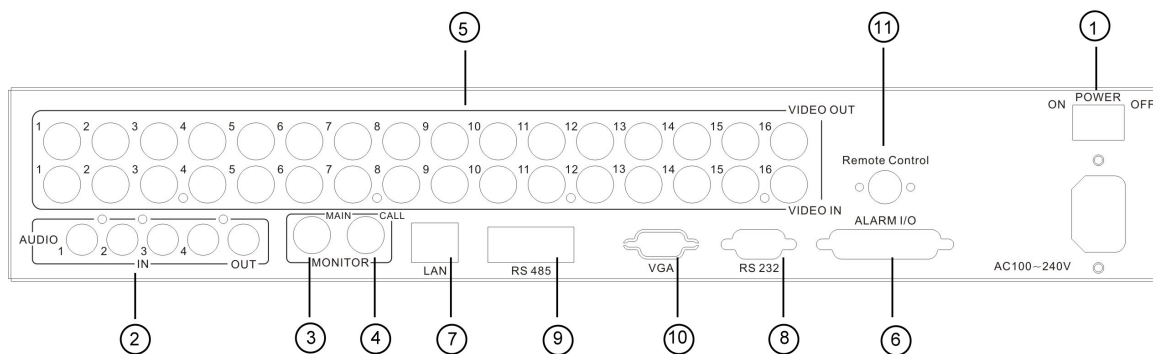 5
11
1
POWER
ON OFF
VIDEO OUT
1 2 3 4 5 6 7 8 9 10 11 12 13 14 15 16
Remote Control
1 2 3 4 5 6 7 8 9 10 11 12 13 14 15 16
VIDEO IN
ALARM I/O
MAIN CALL
AUDIO
1 2 3 4
IN OUT
MONITOR
LAN
RS 485
VGA
RS 232
AC100~240V
2 3 4 7 9 10 8 6